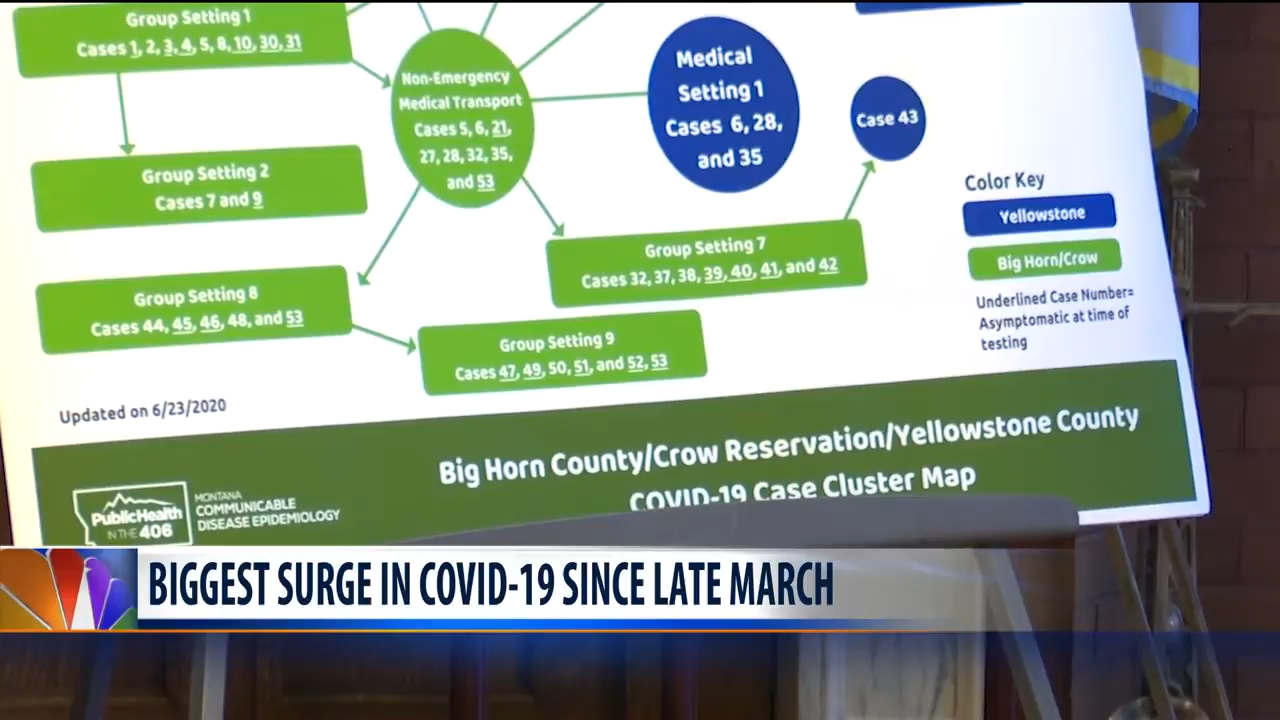 Group Setting 1
Cases 1, 2, 3, 4, 5, 8, 10, 30, 31
Non-Emergency
Medical Transport
Cases 5, 6, 21,
27, 28, 32, 35,
and 53
Medical
Setting 1
Cases 6, 28,
and 35
Case 43
Group Setting 2
Cases 7 and 9
Color Key
Yellowstone
Big Horn/Crow
Underlined Case Number=
Asymptomatic at time of
testing
Group Setting 7
Cases 32, 37, 38, 39, 40, 41, and 42
Group Setting 8
Cases 44, 45, 46, 48, and 53
Group Setting 9
Cases 47, 49, 50, 51, and 52, 53
Updated on 6/23/2020
Big Horn County/Crow Reservation/Yellowstone County
COVID-19 Case Cluster Map
PublicHealth
IN THE 406
MONTANA
COMMUNICABLE
DISEASE EPIDEMIOLOGY
BIGGEST SURGE IN COVID-19 SINCE LATE MARCH